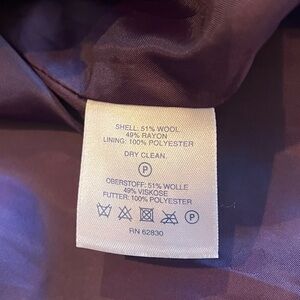 SHELL: 51% WOOL
49% RAYON
LINING: 100% POLYESTER
DRY CLEAN
P
OBERSTOFF: 51% WOLLE
49% VISKOSE
FUTTER: 100% POLYESTER
P
RN 62830